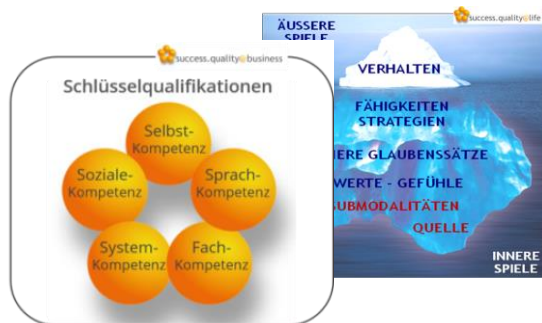 success.quality@business
Schlüsselqualifikationen
Selbst-
Kompetenz
Soziale-
Kompetenz
Sprach-
Kompetenz
System-
Kompetenz
Fach-
Kompetenz
success.quality@life
ÄUSSERE
SPIELE
VERHALTEN
FÄHIGKEITEN
STRATEGIEN
GLAUBENSSÄTZE
WERTE - GEFÜHLE
UBMODALITÄTEN
QUELLE
INNERE
SPIELE